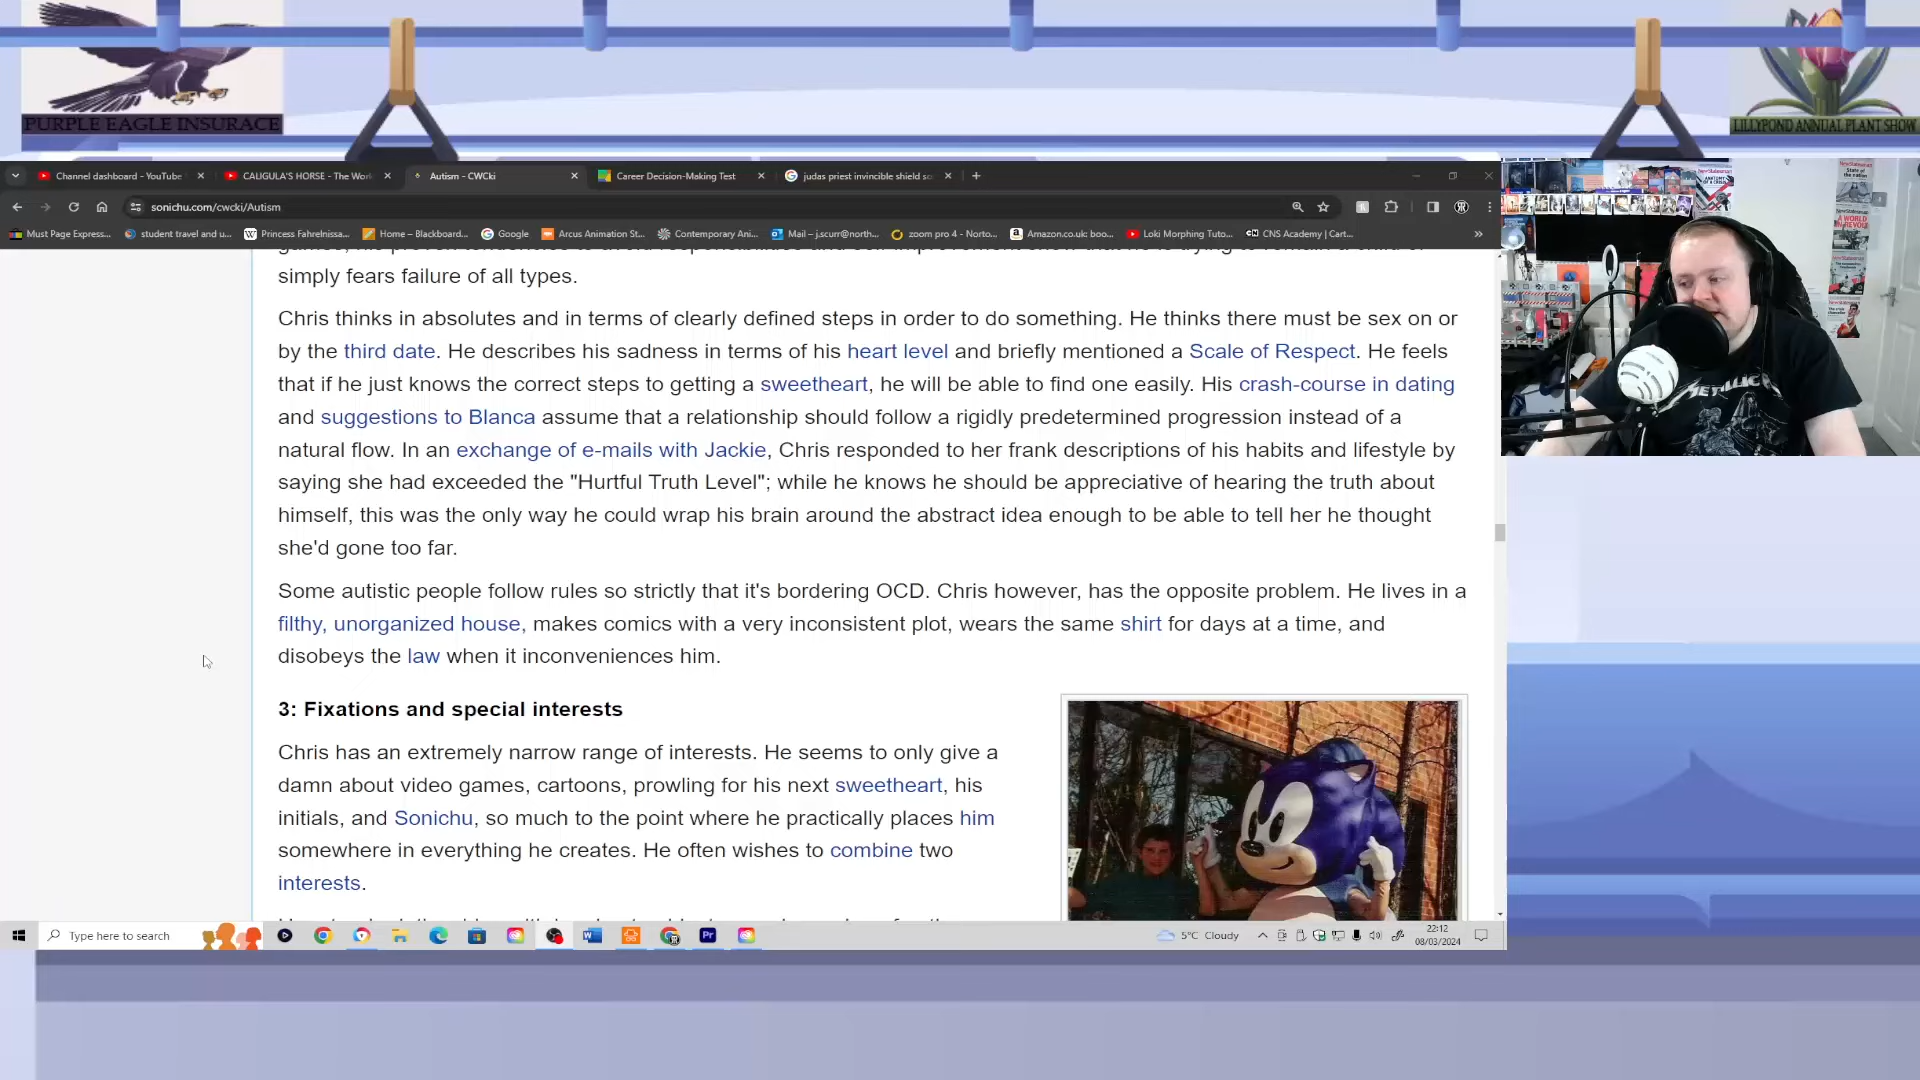 PURPLE EAGLE INSURACE
LILLYPOND ANNUAL PLANT SHOW
Channel dashboard - YouTube
CALIGULA'S HORSE - The Wor
Autism - CWCki
Career Decision-Making Test
judas priest invincible shield so
sonichu.com/cwcki/Autism
Must Page Express...
student travel and u...
Princess Fahrelnissa...
Home – Blackboard...
Google
Arcus Animation St...
Contemporary Ani...
Mail – j.scurr@north...
zoom pro 4 - Norto...
Amazon.co.uk: boo...
Loki Morphing Tuto...
CNS Academy | Cart...
simply fears failure of all types.
Chris thinks in absolutes and in terms of clearly defined steps in order to do something. He thinks there must be sex on or
by the third date. He describes his sadness in terms of his heart level and briefly mentioned a Scale of Respect. He feels
that if he just knows the correct steps to getting a sweetheart, he will be able to find one easily. His crash-course in dating
and suggestions to Blanca assume that a relationship should follow a rigidly predetermined progression instead of a
natural flow. In an exchange of e-mails with Jackie, Chris responded to her frank descriptions of his habits and lifestyle by
saying she had exceeded the "Hurtful Truth Level"; while he knows he should be appreciative of hearing the truth about
himself, this was the only way he could wrap his brain around the abstract idea enough to be able to tell her he thought
she'd gone too far.
Some autistic people follow rules so strictly that it's bordering OCD. Chris however, has the opposite problem. He lives in a
filthy, unorganized house, makes comics with a very inconsistent plot, wears the same shirt for days at a time, and
disobeys the law when it inconveniences him.
3: Fixations and special interests
Chris has an extremely narrow range of interests. He seems to only give a
damn about video games, cartoons, prowling for his next sweetheart, his
initials, and Sonichu, so much to the point where he practically places him
somewhere in everything he creates. He often wishes to combine two
interests.
METALLICA
Type here to search
5°C Cloudy
22:12
08/03/2024